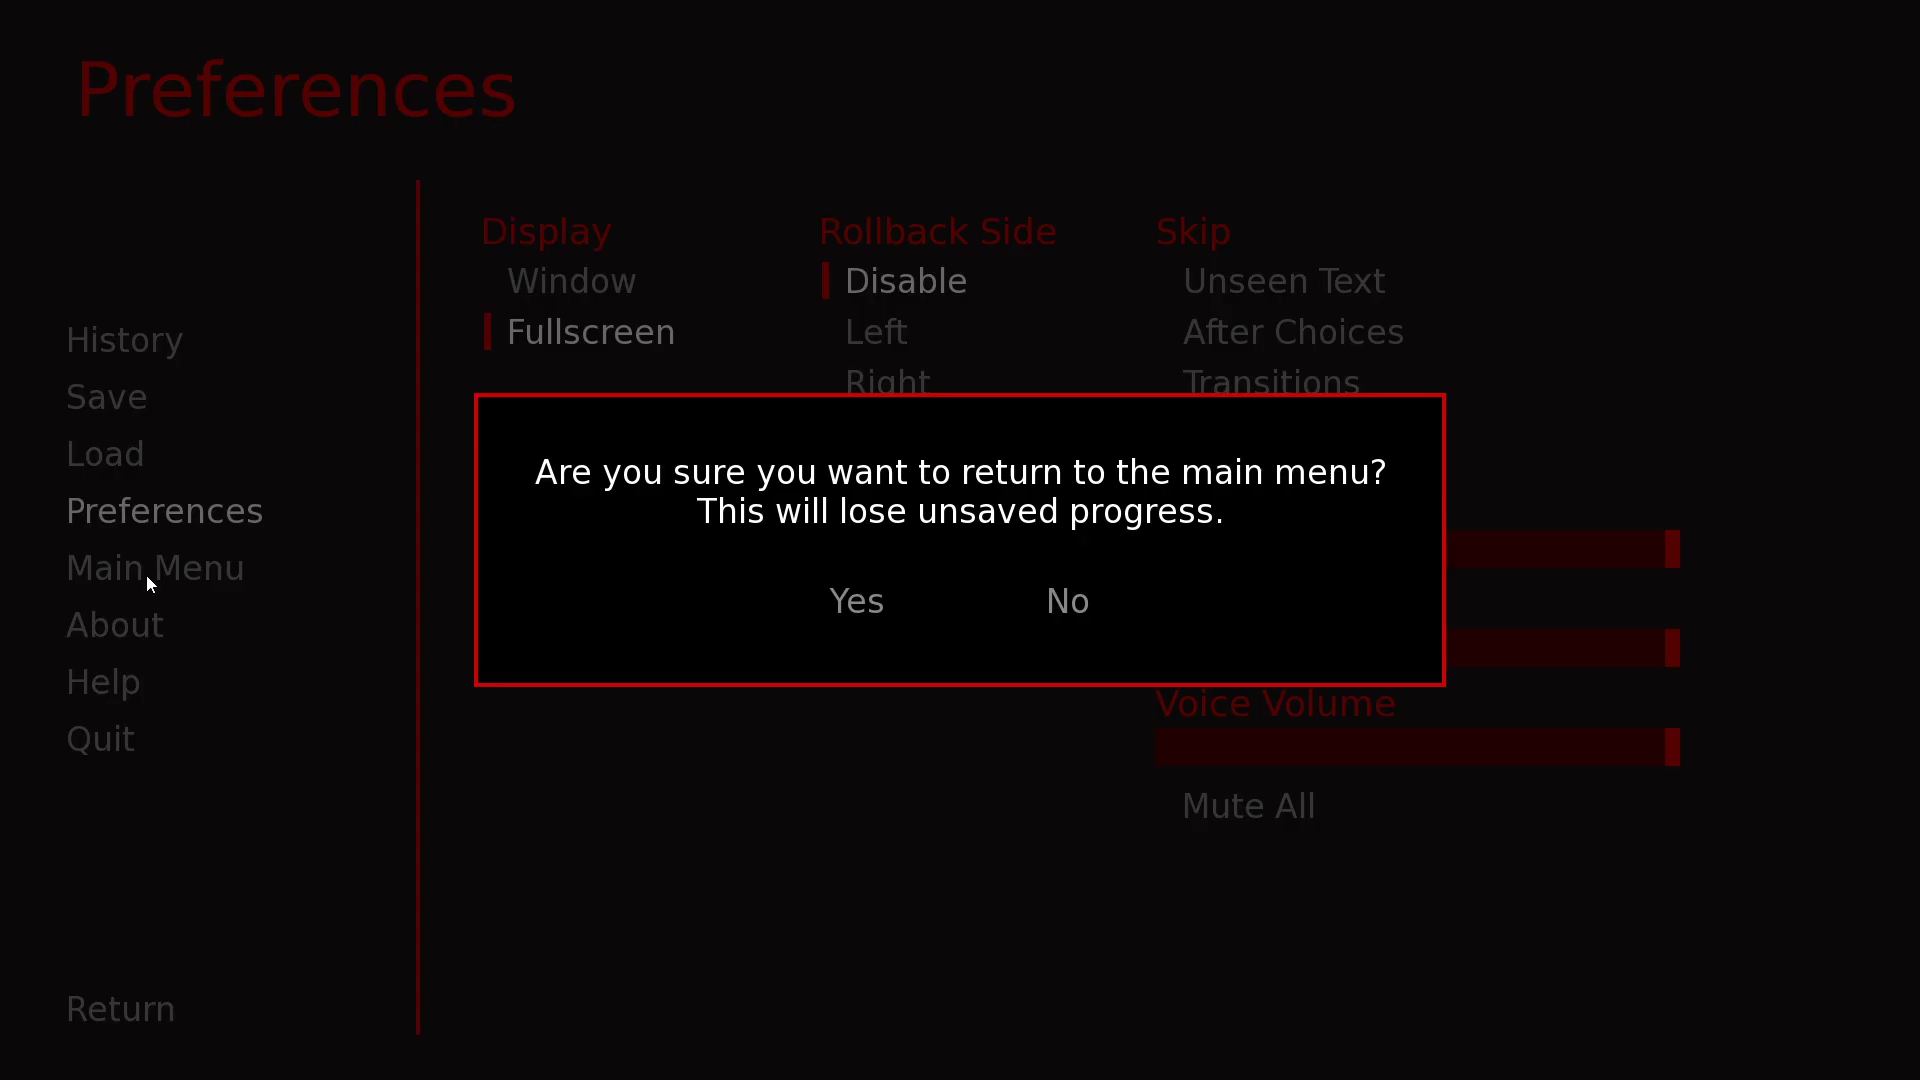 Preferences
History
Save
Load
Preferences
Main Menu
About
Help
Quit
Return
Display
Window
Fullscreen
Rollback Side
Disable
Left
Right
Skip
Unseen Text
After Choices
Transitions
Are you sure you want to return to the main menu?
This will lose unsaved progress.
Yes
No
Voice Volume
Mute All